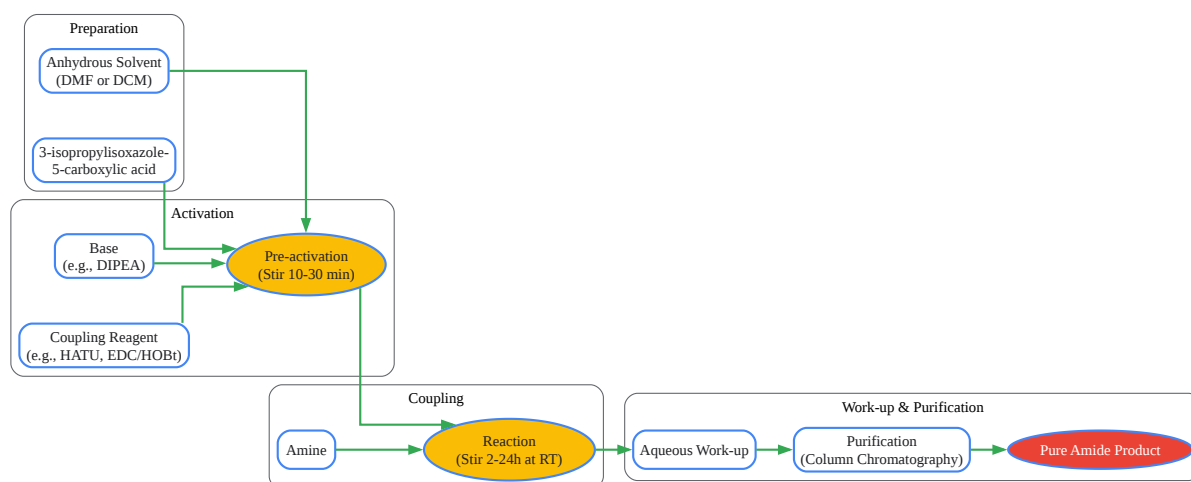 Preparation
Anhydrous Solvent
(DMF or DCM)
3-isopropylisoxazole-
5-carboxylic acid
Activation
Base
(e.g., DIPEA)
Pre-activation
(Stir 10-30 min)
Coupling Reagent
(e.g., HATU, EDC/HOBt)
Coupling
Amine
Reaction
(Stir 2-24h at RT)
Work-up & Purification
Aqueous Work-up
Purification
(Column Chromatography)
Pure Amide Product